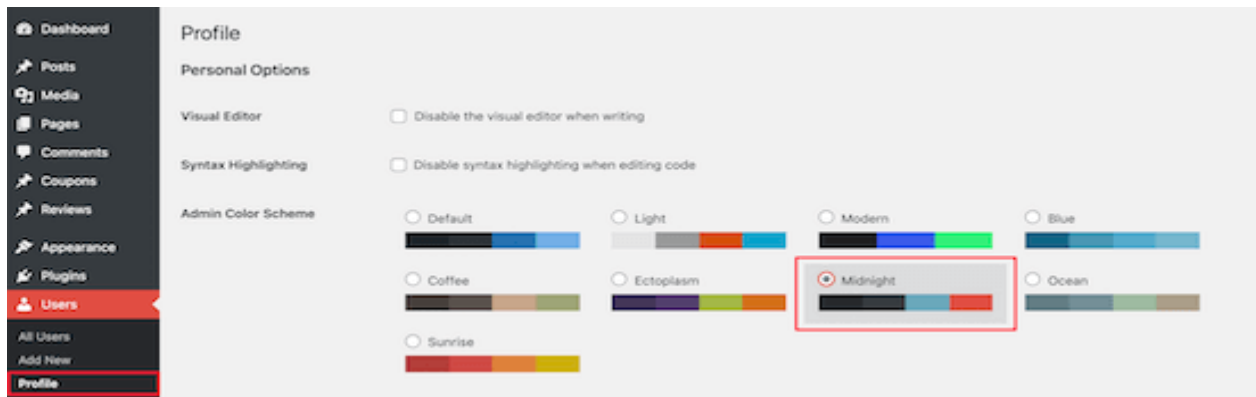 Dashboard
Posts
Media
Pages
Comments
Coupons
Reviews
Appearance
Plugins
Users
All Users
Add New
Profile
Profile
Personal Options
Visual Editor Disable the visual editor when writing
Syntax Highlighting Disable syntax highlighting when editing code
Admin Color Scheme Default Light Modern Blue
Coffee Ectoplasm Midnight Ocean
Sunrise